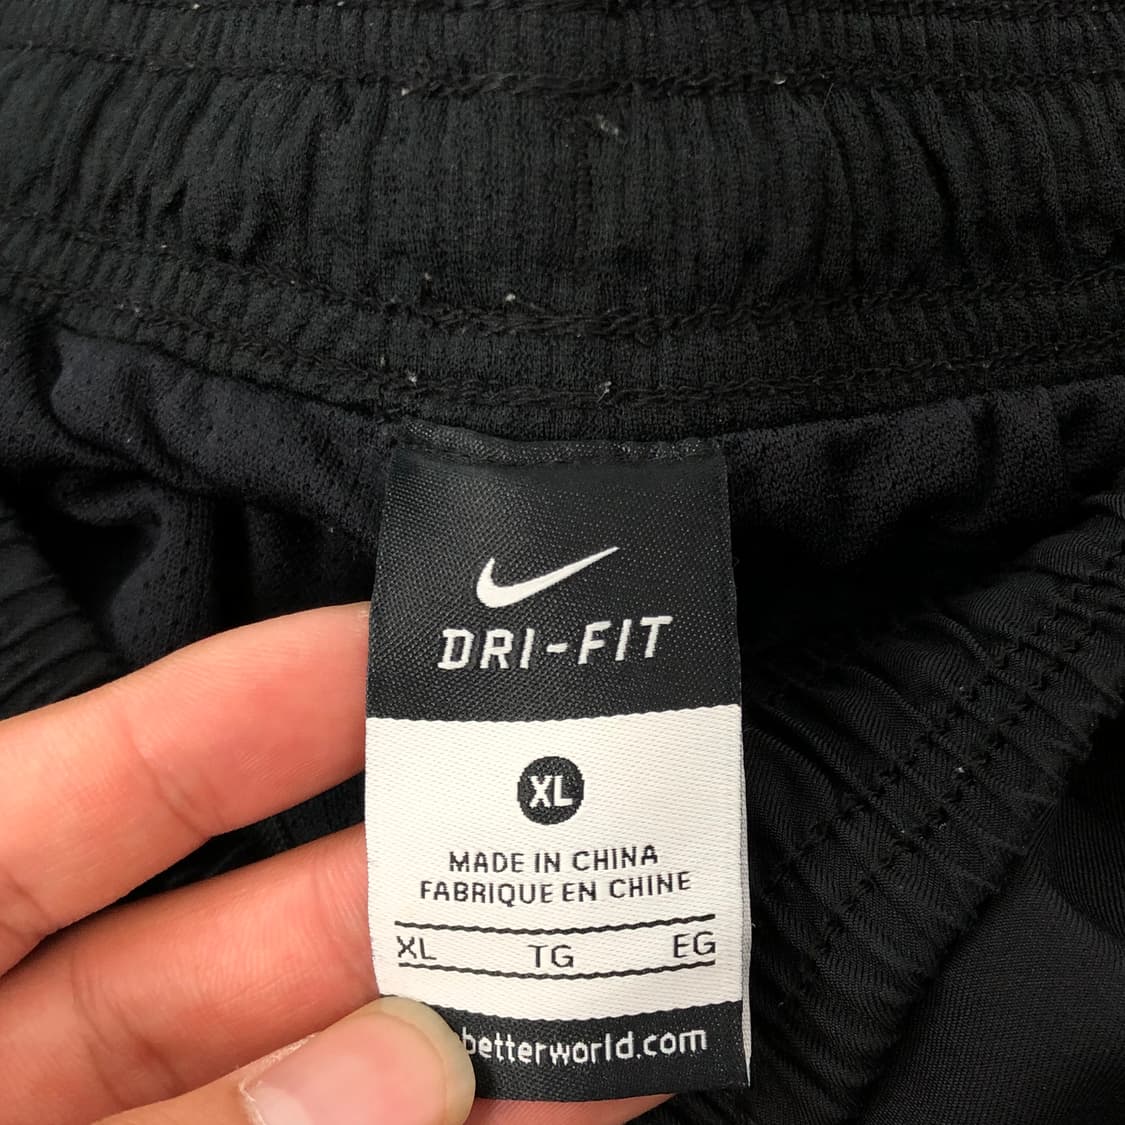 DRI-FIT
XL
MADE IN CHINA
FABRIQUE EN CHINE
XL TG EG
betterworld.com